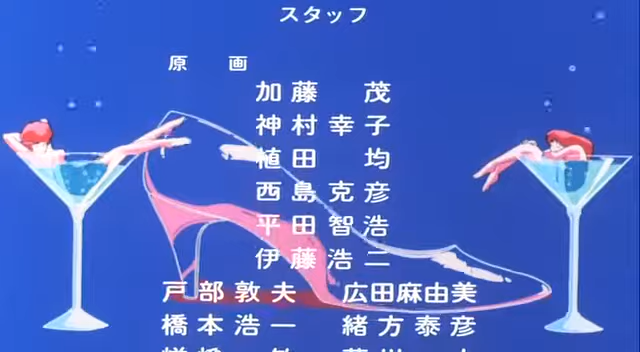 スタッフ
原画
加藤 茂
神村幸子
植田 均
西島克彦
平田智浩
伊藤浩二
戸部敦夫 広田麻由美
橋本浩一 緒方泰彦